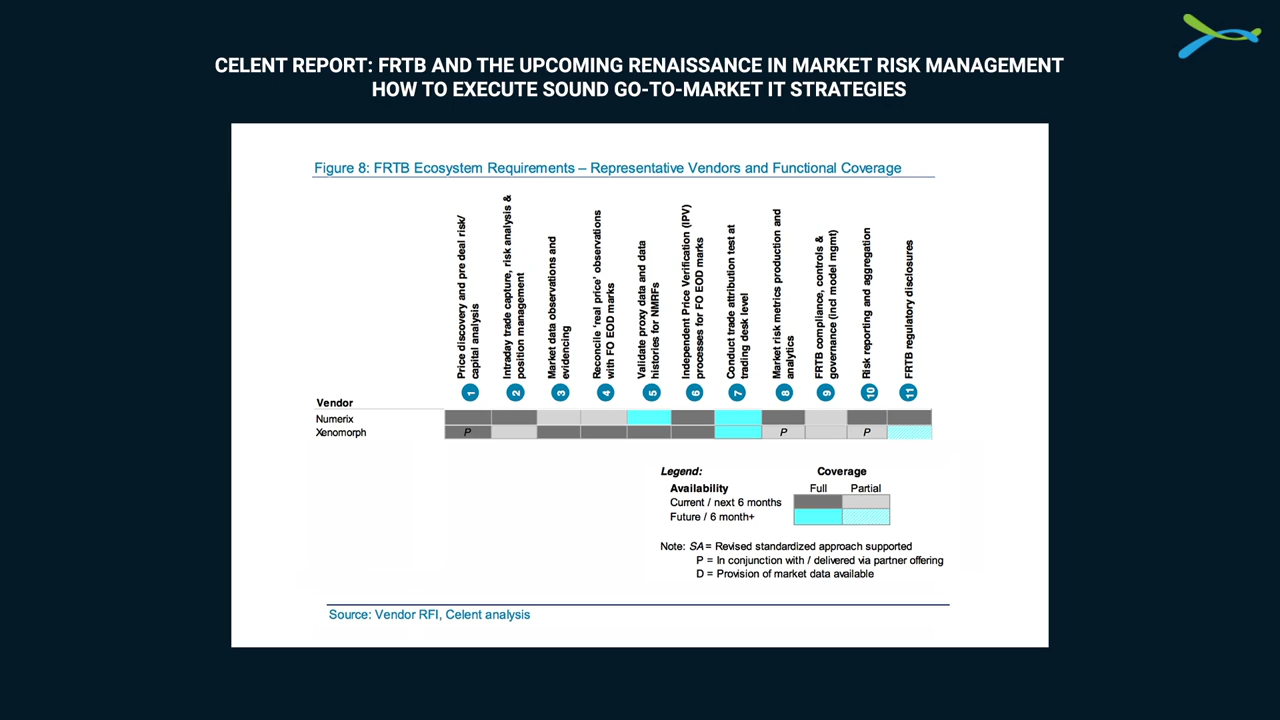 CELENT REPORT: FRTB AND THE UPCOMING RENAISSANCE IN MARKET RISK MANAGEMENT
HOW TO EXECUTE SOUND GO-TO-MARKET IT STRATEGIES
Figure 8: FRTB Ecosystem Requirements – Representative Vendors and Functional Coverage
Price discovery and pre deal risk/
capital analysis
Intraday trade capture, risk analysis &
position management
Market data observations and
evidencing
Reconcile 'real price' observations
with FO EOD marks
Validate proxy data and data
histories for NMRFs
Independent Price Verification (IPV)
processes for FO EOD marks
Conduct trade attribution test at
trading desk level
Market risk metrics production and
analytics
FRTB compliance, controls &
governance (incl model mgmt)
Risk reporting and aggregation
FRTB regulatory disclosures
1 2 3 4 5 6 7 8 9 10 11
Vendor
Numerix
Xenomorph P P P
Legend: Coverage
Availability Full Partial
Current / next 6 months
Future / 6 month+
Note: SA = Revised standardized approach supported
P = In conjunction with / delivered via partner offering
D = Provision of market data available
Source: Vendor RFI, Celent analysis